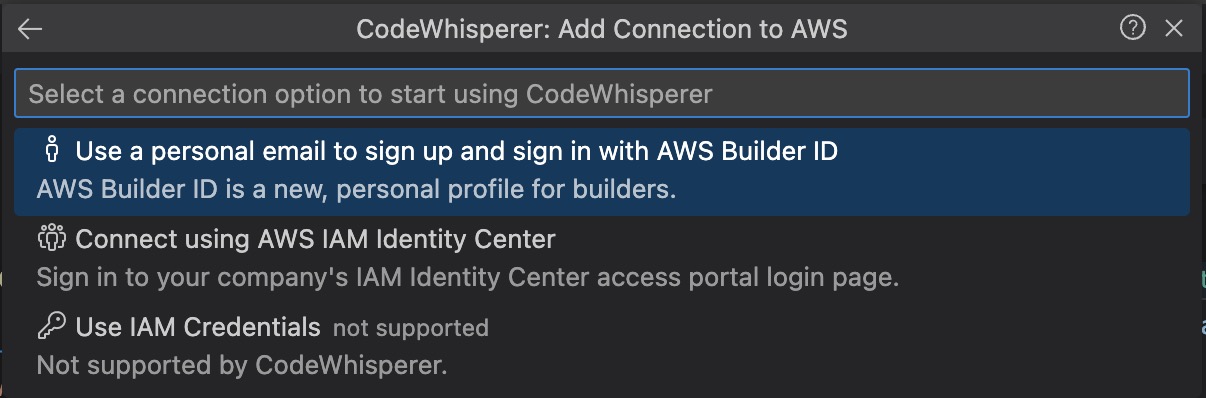 CodeWhisperer: Add Connection to AWS
Select a connection option to start using CodeWhisperer
Use a personal email to sign up and sign in with AWS Builder ID
AWS Builder ID is a new, personal profile for builders.
Connect using AWS IAM Identity Center
Sign in to your company's IAM Identity Center access portal login page.
Use IAM Credentials not supported
Not supported by CodeWhisperer.